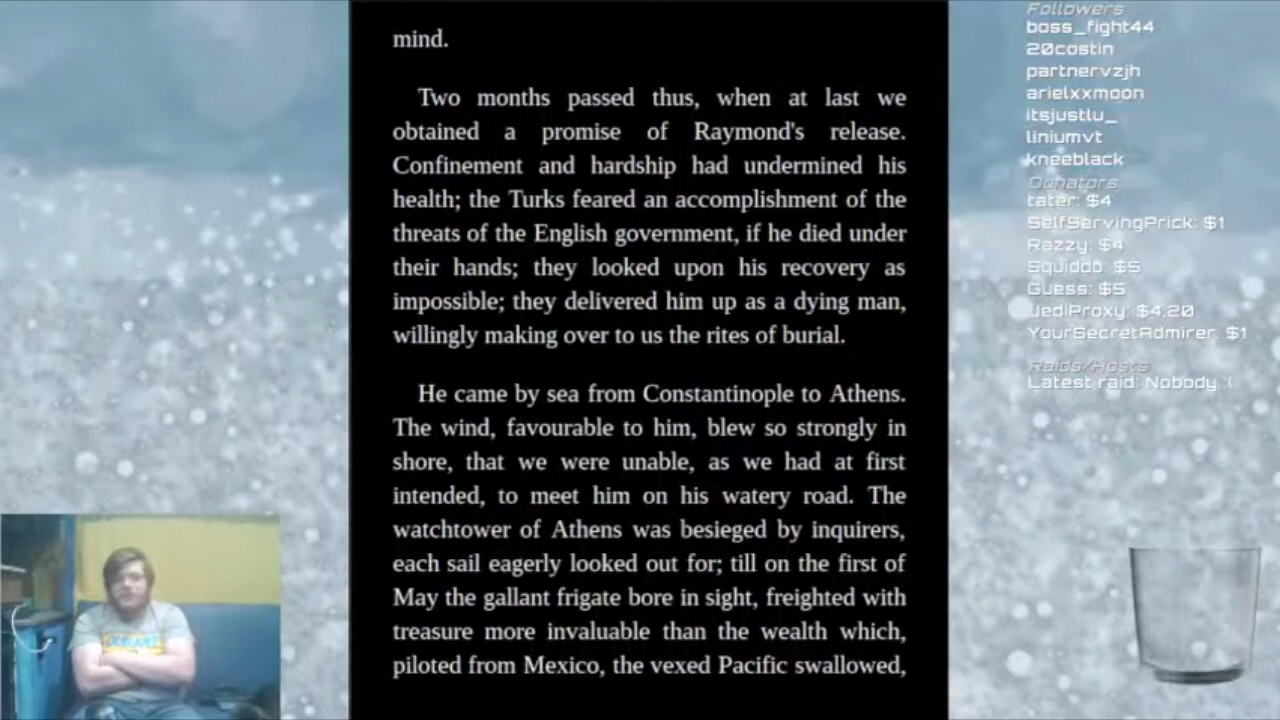 mind.
Two months passed thus, when at last we
obtained a promise of Raymond's release.
Confinement and hardship had undermined his
health; the Turks feared an accomplishment of the
threats of the English government, if he died under
their hands; they looked upon his recovery as
impossible; they delivered him up as a dying man,
willingly making over to us the rites of burial.
He came by sea from Constantinople to Athens.
The wind, favourable to him, blew so strongly in
shore, that we were unable, as we had at first
intended, to meet him on his watery road. The
watchtower of Athens was besieged by inquirers,
each sail eagerly looked out for; till on the first of
May the gallant frigate bore in sight, freighted with
treasure more invaluable than the wealth which,
piloted from Mexico, the vexed Pacific swallowed,
Followers
boss_fight44
20costin
partnervzjh
arielxxmoon
itsjustlu_
liniumvt
kneeblack
Donators
tater: $4
SelfServingPrick: $1
Razzy: $4
Squiddo: $5
Guess: $5
JediProxy: $4.20
YourSecretAdmirer: $1
Raids/Hosts
Latest raid: Nobody :(